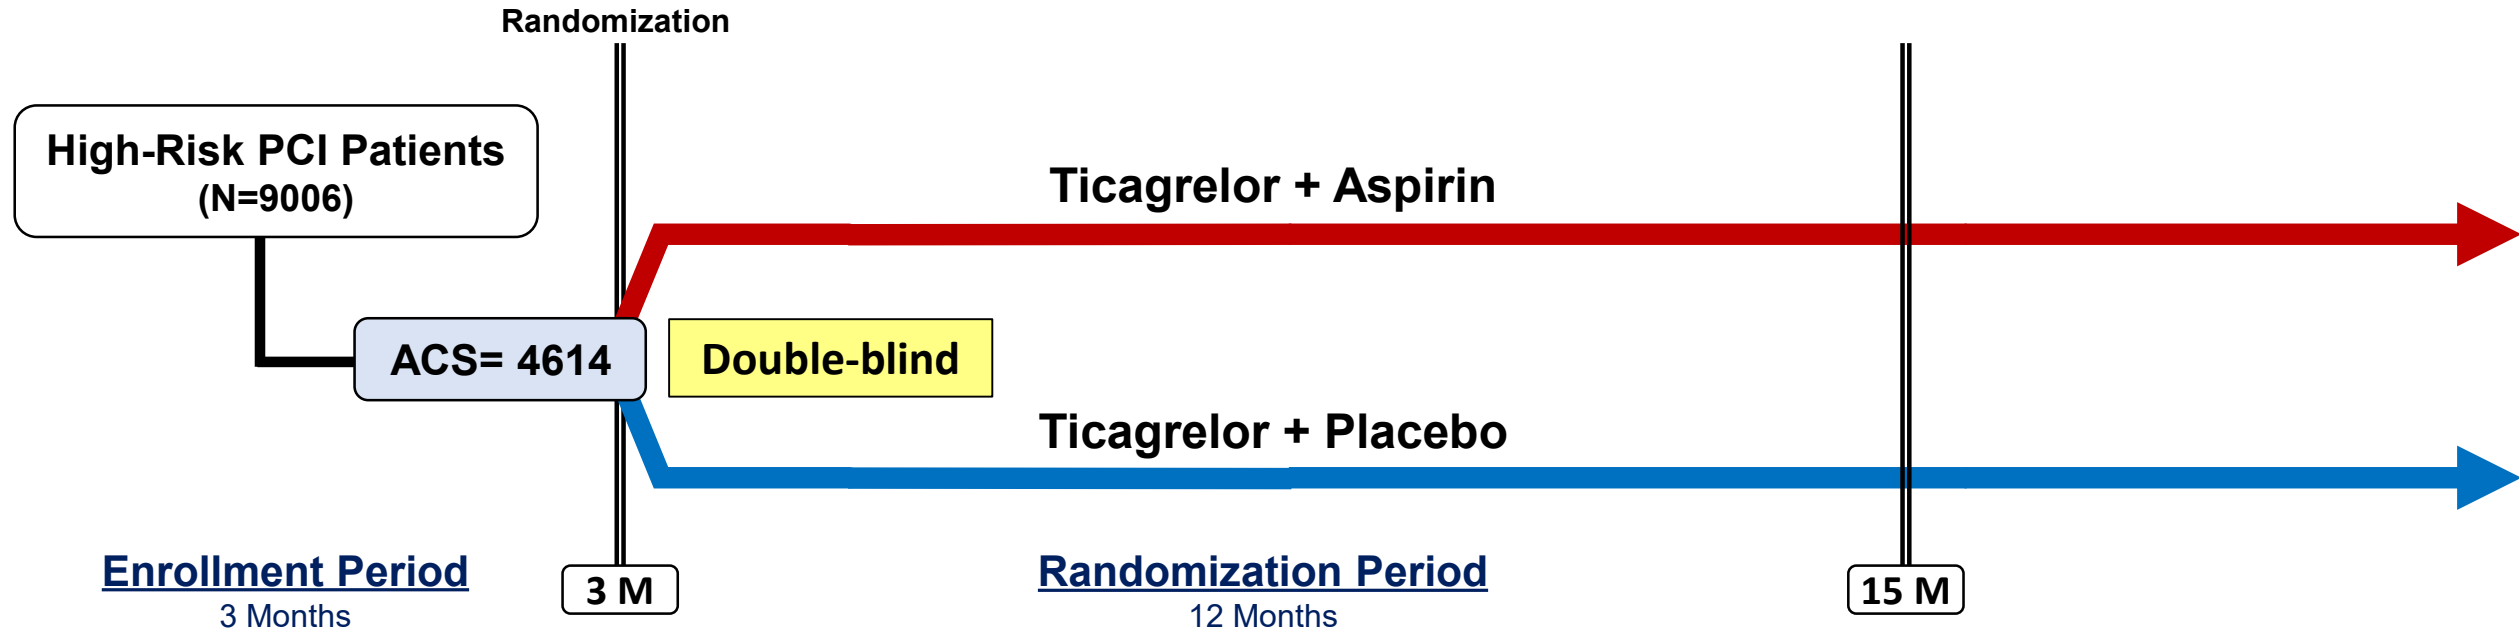 Randomization
High-Risk PCI Patients
(N=9006)
Ticagrelor + Aspirin
ACS= 4614
Double-blind
Ticagrelor + Placebo
Enrollment Period
3 Months
3 M
Randomization Period
12 Months
15 M